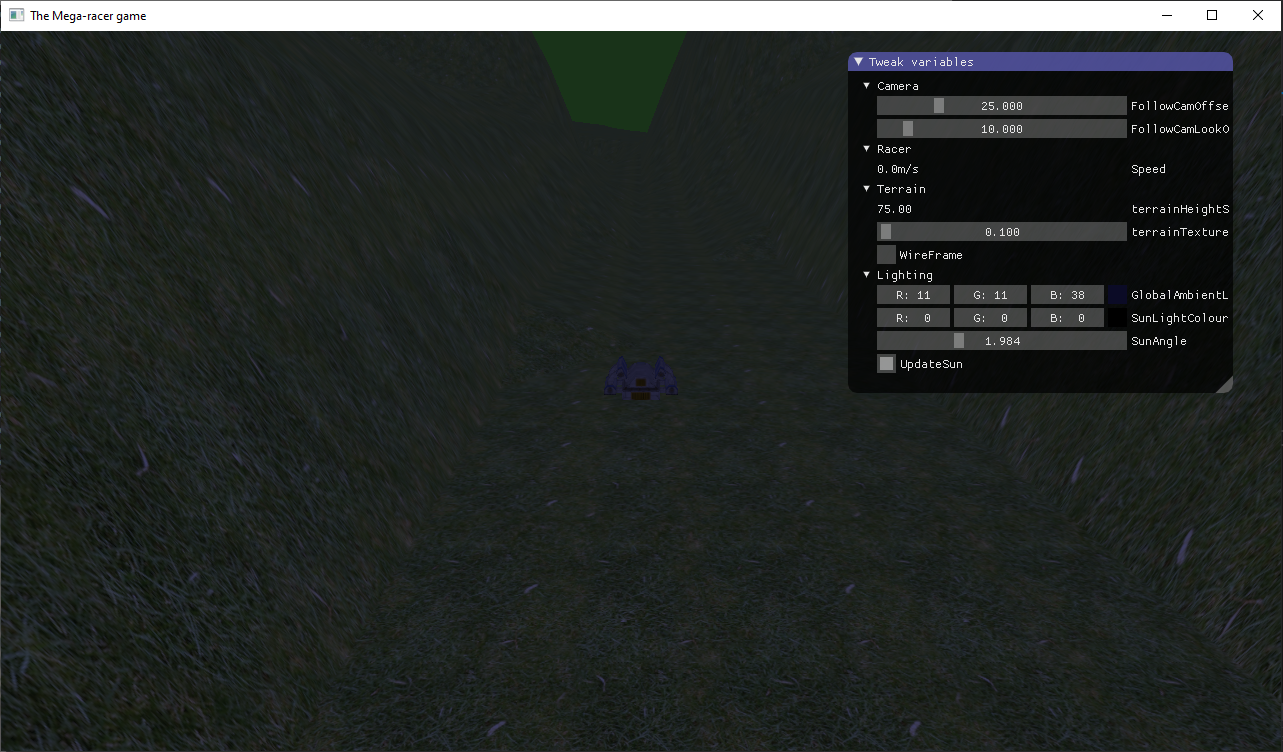 The Mega-racer game
Tweak variables
Camera
25.000 FollowCamOffse
10.000 FollowCamLookO
Racer
0.0m/s Speed
Terrain
75.00 terrainHeightS
0.100 terrainTexture
WireFrame
Lighting
R: 11 G: 11 B: 38 GlobalAmbientL
R: 0 G: 0 B: 0 SunLightColour
1.984 SunAngle
UpdateSun